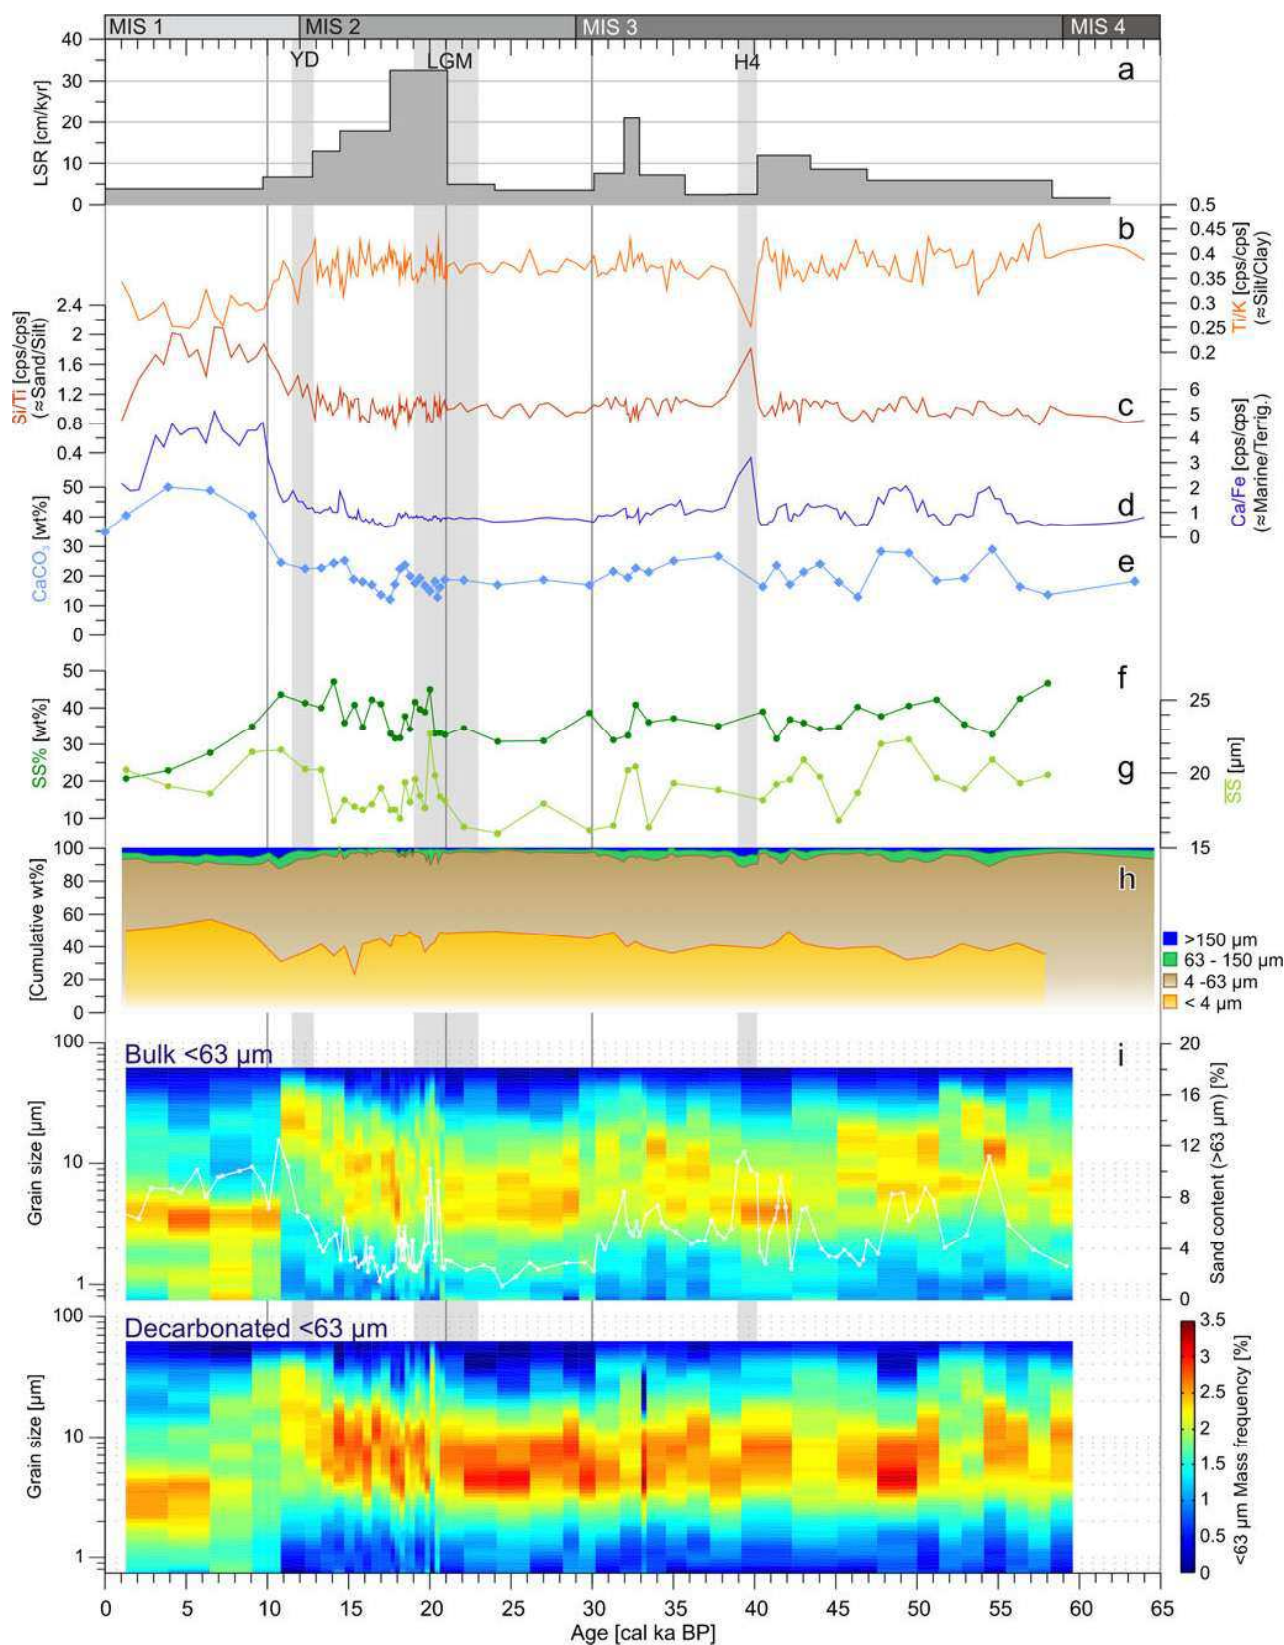 MIS 1 MIS 2 MIS 3 MIS 4
40
30
20
10
0
LSR [cm/kyr]
YD LGM H4
a
0.5
0.45
0.4
0.35
0.3
0.25
0.2
Ti/K [cps/cps]
(≈Silt/Clay)
b
2.4
2
1.6
1.2
0.8
0.4
Si/Ti [cps/cps]
(≈Sand/Silt)
c
6
5
4
3
2
1
0
Ca/Fe [cps/cps]
(≈Marine/Terrig.)
d
50
40
30
20
10
0
CaCO₃ [wt%]
e
50
40
30
20
10
SS% [wt%]
f
25
20
15
SS [µm]
g
100
80
60
40
20
0
[Cumulative wt%]
h
>150 µm
63 - 150 µm
4 -63 µm
< 4 µm
Bulk <63 µm
i
100
10
1
Grain size [µm]
20
16
12
8
4
0
Sand content (>63 µm) [%]
Decarbonated <63 µm
100
10
1
Grain size [µm]
3.5
3
2.5
2
1.5
1
0.5
0
<63 µm Mass frequency [%]
0 5 10 15 20 25 30 35 40 45 50 55 60 65
Age [cal ka BP]